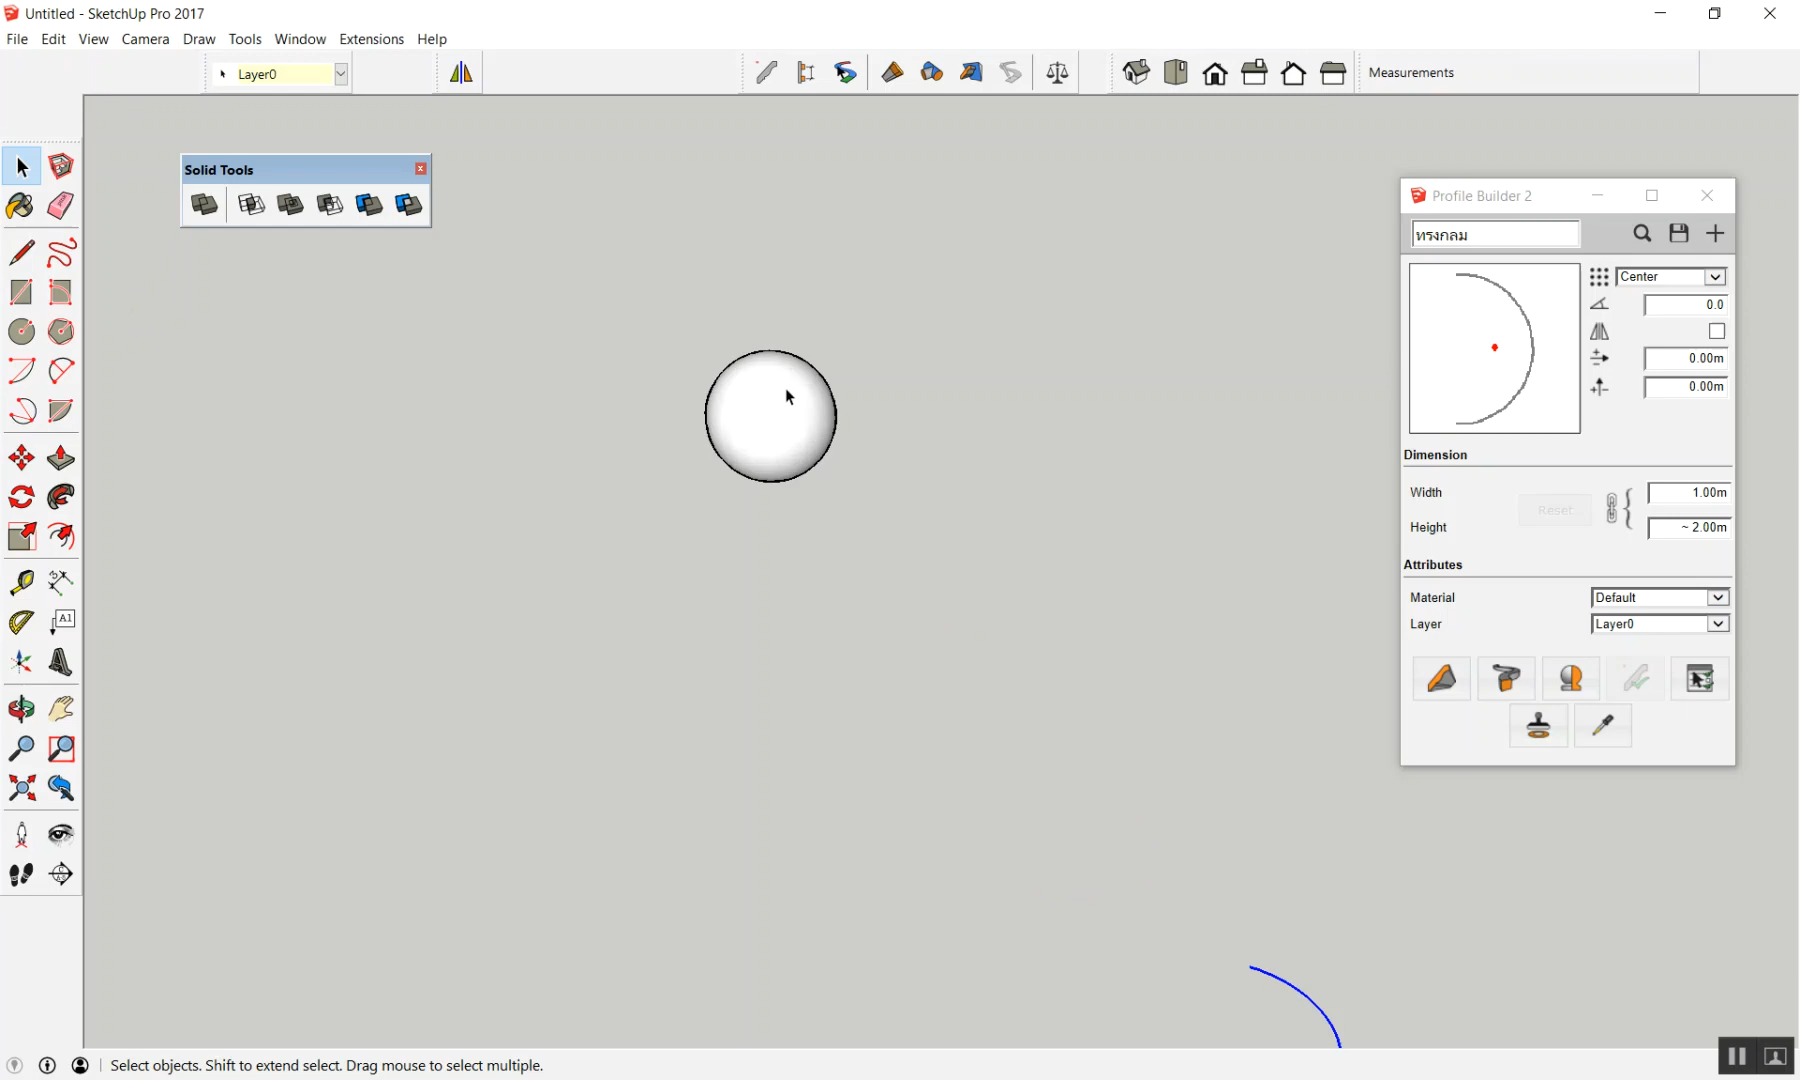 Untitled - SketchUp Pro 2017
File Edit View Camera Draw Tools Window Extensions Help
Layer0
Measurements
Solid Tools
Profile Builder 2
ทรงกลม
Center
0.0
0.00m
0.00m
Dimension
Width 1.00m
Reset
Height ~ 2.00m
Attributes
Material Default
Layer Layer0
A1
Select objects. Shift to extend select. Drag mouse to select multiple.